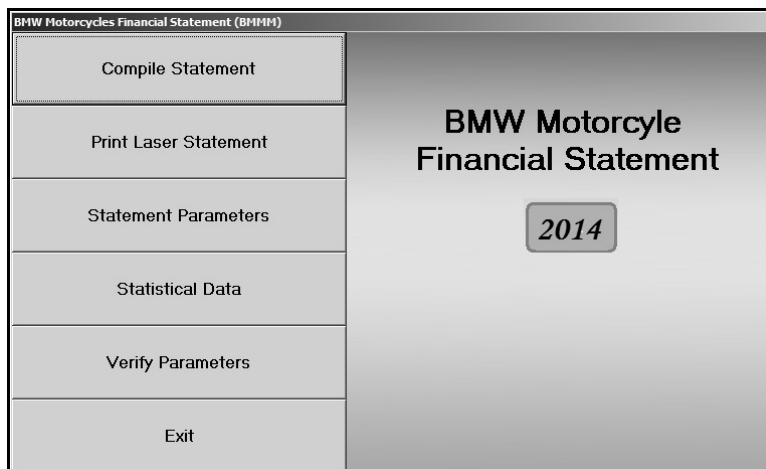 BMW Motorcycles Financial Statement (BMMM)
Compile Statement
Print Laser Statement
Statement Parameters
Statistical Data
Verify Parameters
Exit
BMW Motorcyle
Financial Statement
2014